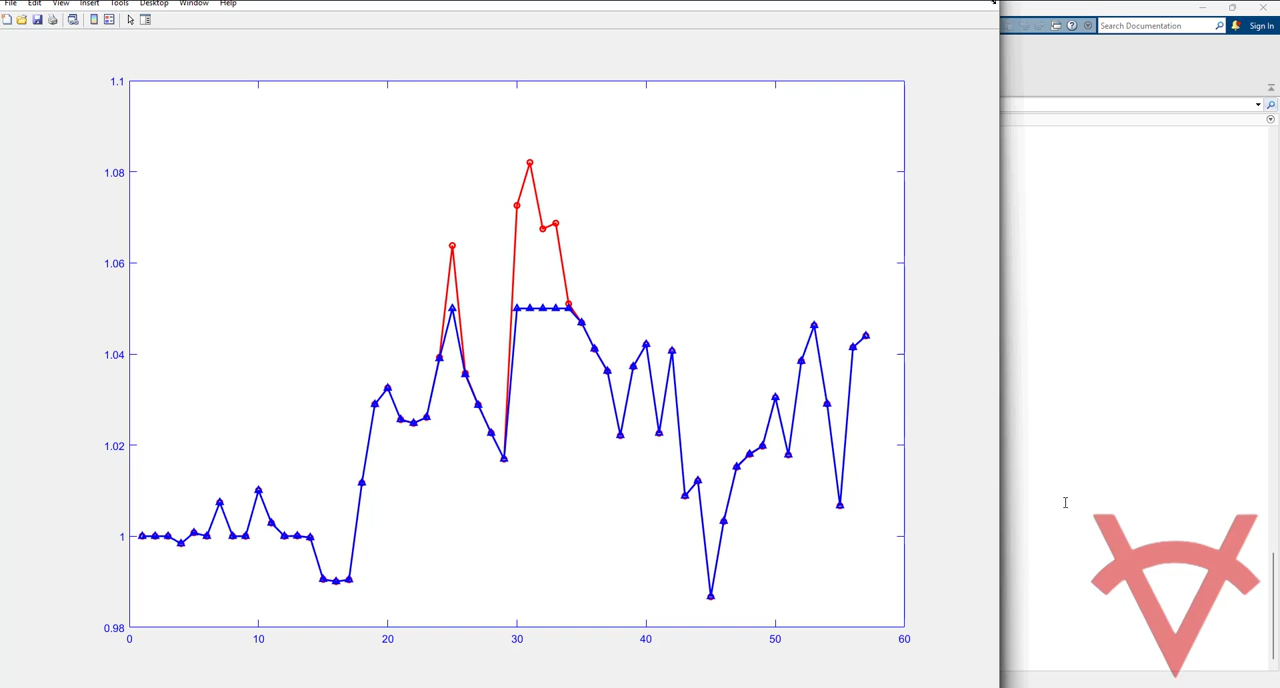 File Edit View Insert Tools Desktop Window Help
Search Documentation
Sign In
1.1
1.08
1.06
1.04
1.02
1
0.98
0 10 20 30 40 50 60